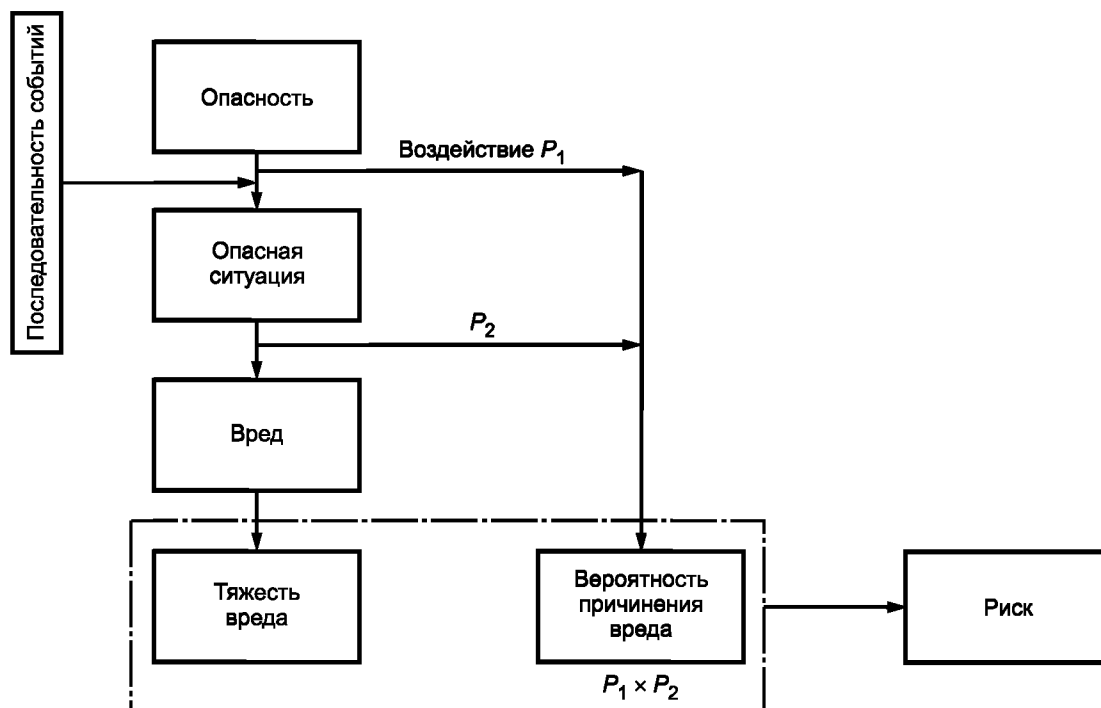 Последовательность событий
Опасность
Воздействие P₁
Опасная
ситуация
P₂
Вред
Тяжесть
вреда
Вероятность
причинения
вреда
Риск
P₁ × P₂